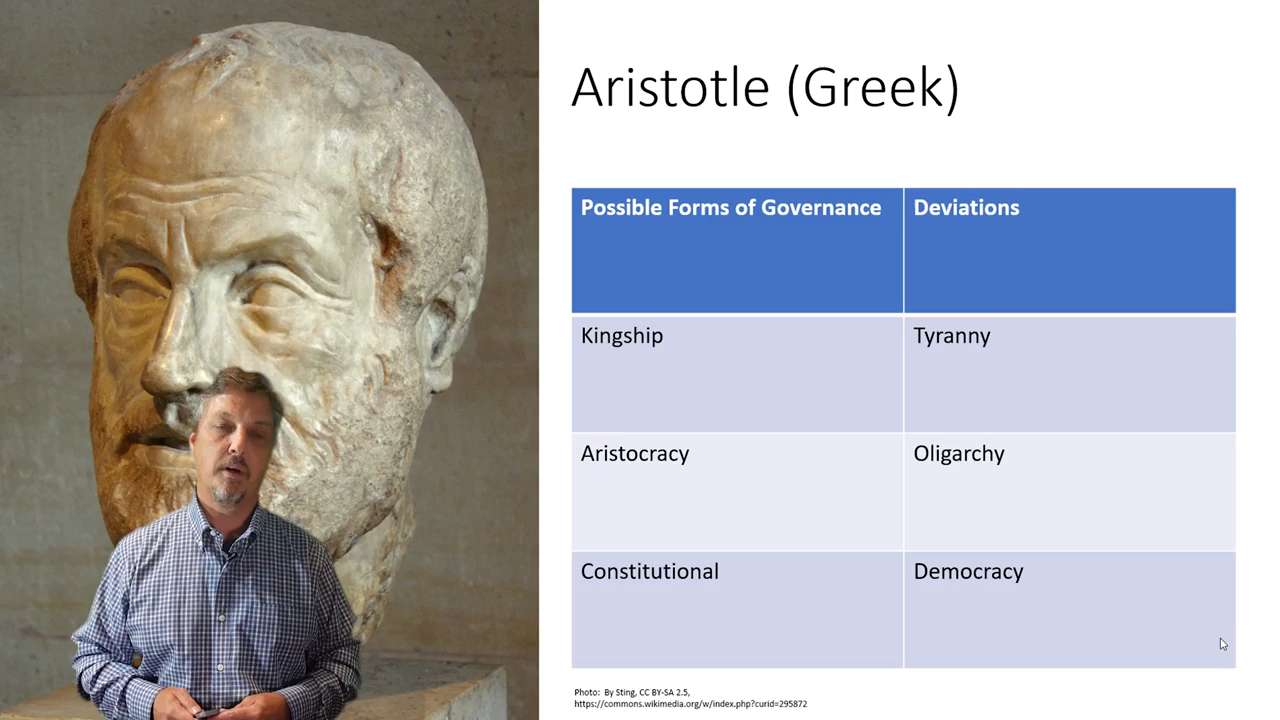 Aristotle (Greek)
Possible Forms of Governance
Deviations
Kingship
Tyranny
Aristocracy
Oligarchy
Constitutional
Democracy
Photo: By Sting, CC BY-SA 2.5,
https://commons.wikimedia.org/w/index.php?curid=295872